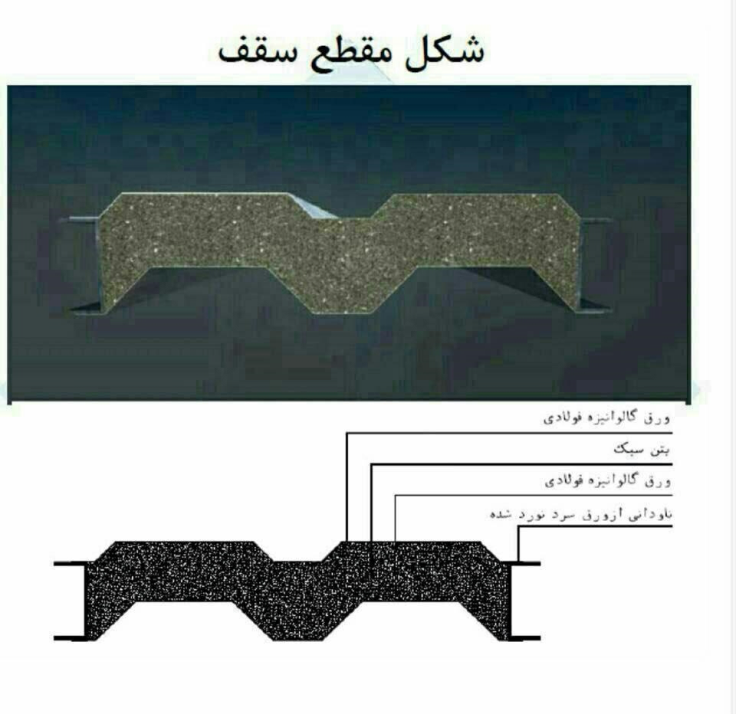 شکل مقطع سقف
ورق گالوانیزه فولادی
بتن سبک
ورق گالوانیزه فولادی
ناودانی ازورق سرد نورد شده